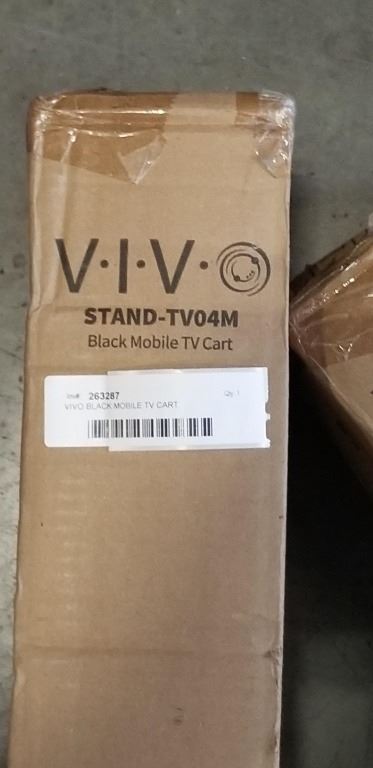 V·I·V·O
STAND-TV04M
Black Mobile TV Cart
263287 Qty 1
VIVO BLACK MOBILE TV CART